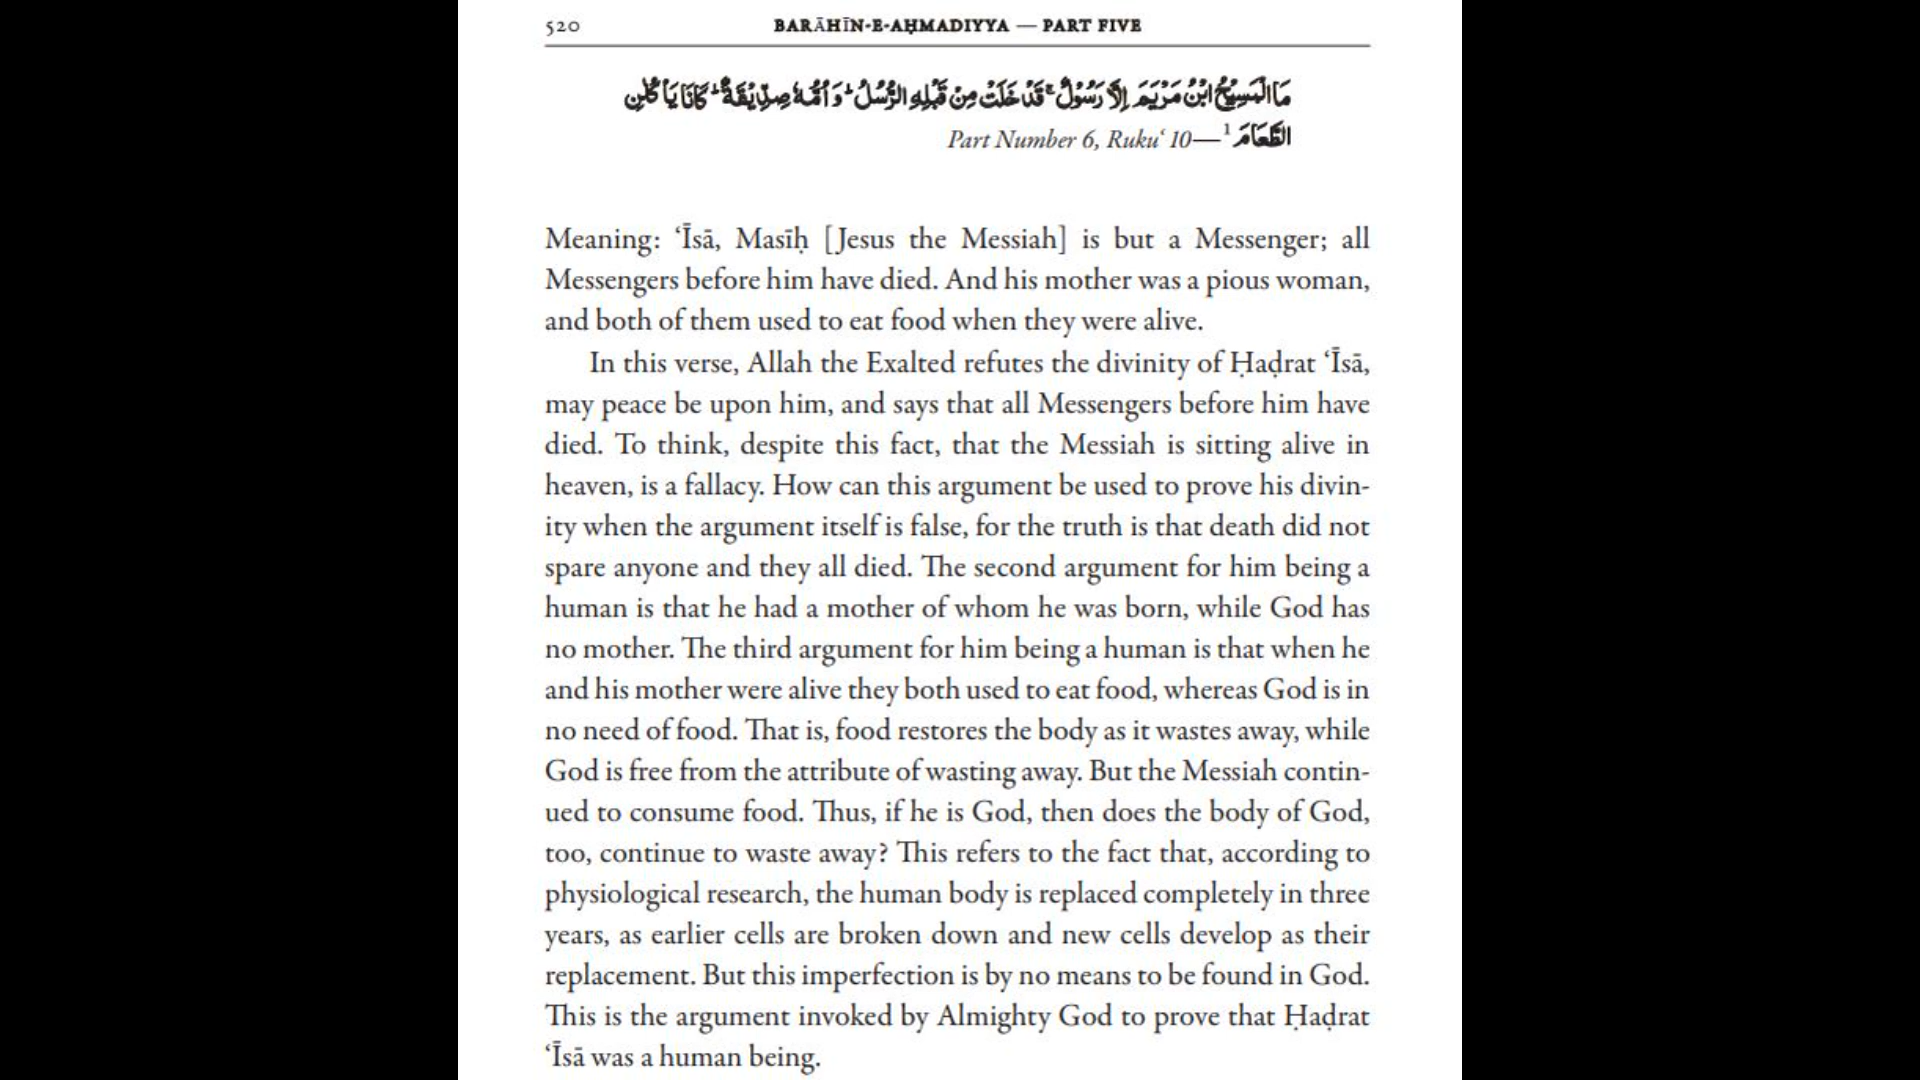 520
BARĀHĪN-E-AḤMADIYYA — PART FIVE
مَا الْمَسِيْحُ ابْنُ مَرْيَمَ اِلَّا رَسُوْلٌ ۚ قَدْ خَلَتْ مِنْ قَبْلِهِ الرُّسُلُ ؕ وَ اُمُّهٗ صِدِّيْقَةٌ ؕ كَانَا يَاْكُلٰنِ
الطَّعَامَ ¹—Part Number 6, Ruku‘ 10
Meaning: ‘Īsā, Masīḥ [Jesus the Messiah] is but a Messenger; all
Messengers before him have died. And his mother was a pious woman,
and both of them used to eat food when they were alive.
In this verse, Allah the Exalted refutes the divinity of Ḥaḍrat ‘Īsā,
may peace be upon him, and says that all Messengers before him have
died. To think, despite this fact, that the Messiah is sitting alive in
heaven, is a fallacy. How can this argument be used to prove his divin-
ity when the argument itself is false, for the truth is that death did not
spare anyone and they all died. The second argument for him being a
human is that he had a mother of whom he was born, while God has
no mother. The third argument for him being a human is that when he
and his mother were alive they both used to eat food, whereas God is in
no need of food. That is, food restores the body as it wastes away, while
God is free from the attribute of wasting away. But the Messiah contin-
ued to consume food. Thus, if he is God, then does the body of God,
too, continue to waste away? This refers to the fact that, according to
physiological research, the human body is replaced completely in three
years, as earlier cells are broken down and new cells develop as their
replacement. But this imperfection is by no means to be found in God.
This is the argument invoked by Almighty God to prove that Ḥaḍrat
‘Īsā was a human being.